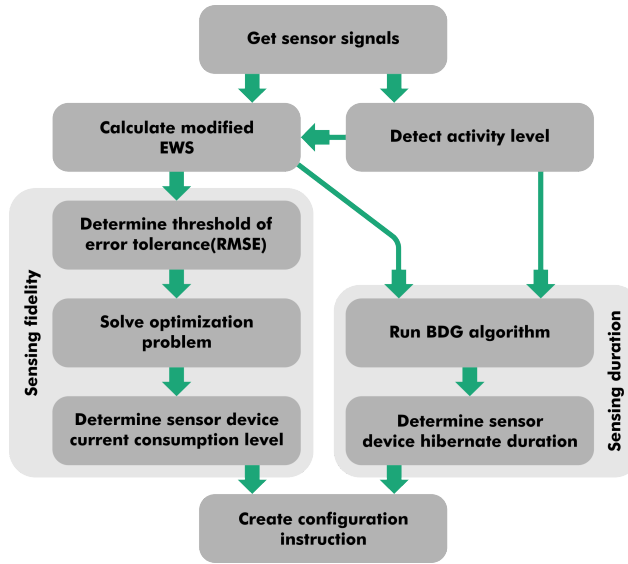 Get sensor signals
Calculate modified
EWS
Detect activity level
Sensing fidelity
Determine threshold of
error tolerance(RMSE)
Solve optimization
problem
Determine sensor device
current consumption level
Run BDG algorithm
Determine sensor
device hibernate duration
Sensing duration
Create configuration
instruction